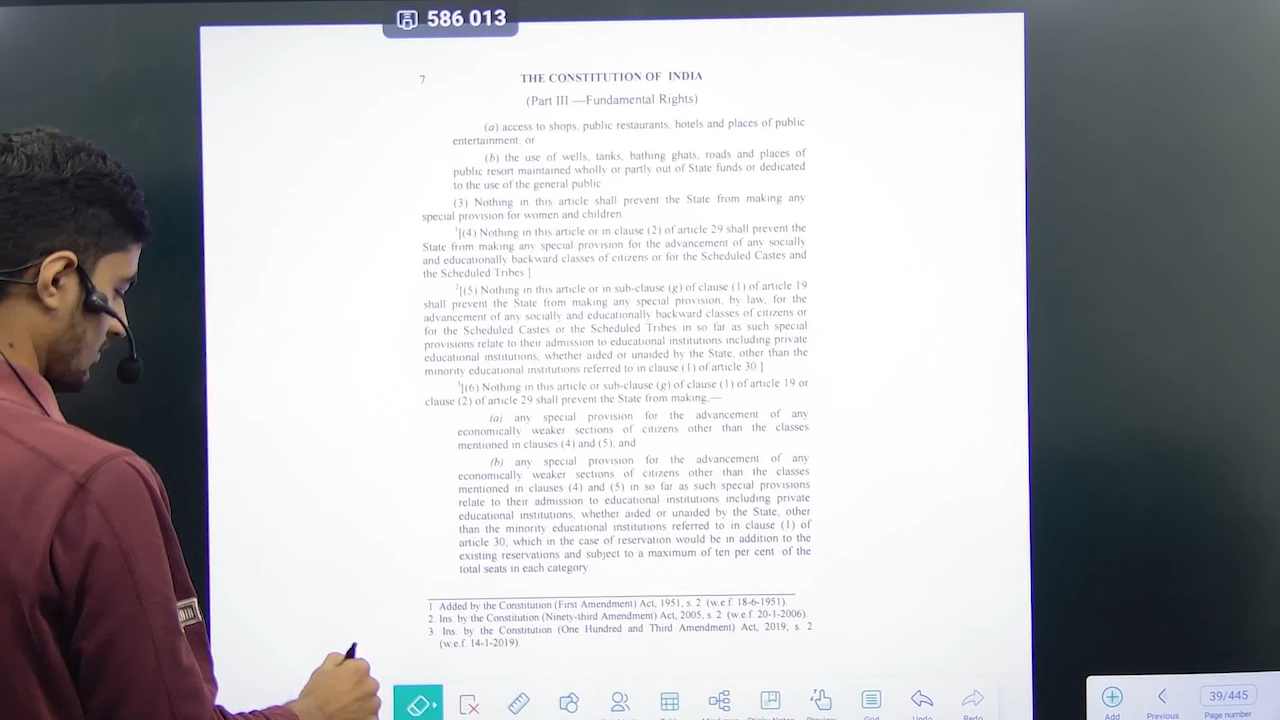 586 013
7 THE CONSTITUTION OF INDIA
(Part III.—Fundamental Rights)
(a) access to shops, public restaurants, hotels and places of public
entertainment; or
(b) the use of wells, tanks, bathing ghats, roads and places of
public resort maintained wholly or partly out of State funds or dedicated
to the use of the general public.
(3) Nothing in this article shall prevent the State from making any
special provision for women and children.
1[(4) Nothing in this article or in clause (2) of article 29 shall prevent the
State from making any special provision for the advancement of any socially
and educationally backward classes of citizens or for the Scheduled Castes and
the Scheduled Tribes.]
2[(5) Nothing in this article or in sub-clause (g) of clause (1) of article 19
shall prevent the State from making any special provision, by law, for the
advancement of any socially and educationally backward classes of citizens or
for the Scheduled Castes or the Scheduled Tribes in so far as such special
provisions relate to their admission to educational institutions including private
educational institutions, whether aided or unaided by the State, other than the
minority educational institutions referred to in clause (1) of article 30.]
3[(6) Nothing in this article or sub-clause (g) of clause (1) of article 19 or
clause (2) of article 29 shall prevent the State from making,—
(a) any special provision for the advancement of any
economically weaker sections of citizens other than the classes
mentioned in clauses (4) and (5); and
(b) any special provision for the advancement of any
economically weaker sections of citizens other than the classes
mentioned in clauses (4) and (5) in so far as such special provisions
relate to their admission to educational institutions including private
educational institutions, whether aided or unaided by the State, other
than the minority educational institutions referred to in clause (1) of
article 30, which in the case of reservation would be in addition to the
existing reservations and subject to a maximum of ten per cent. of the
total seats in each category.
1. Added by the Constitution (First Amendment) Act, 1951, s. 2 (w.e.f. 18-6-1951).
2. Ins. by the Constitution (Ninety-third Amendment) Act, 2005, s. 2 (w.e.f. 20-1-2006).
3. Ins. by the Constitution (One Hundred and Third Amendment) Act, 2019, s. 2
(w.e.f. 14-1-2019).
39/445
Add Previous Page number
Undo Redo